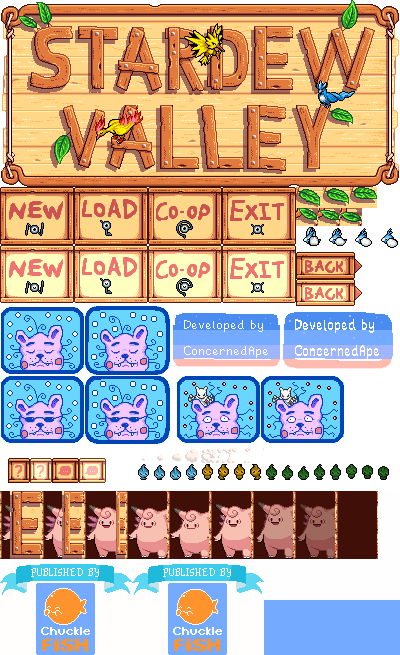 STARDEW
VALLEY
NEW LOAD CO-OP EXIT
NEW LOAD CO-OP EXIT
BACK
BACK
Developed by
ConcernedApe
Developed by
ConcernedApe
? ?
E E
PUBLISHED BY
Chuckle
FISH
PUBLISHED BY
Chuckle
FISH